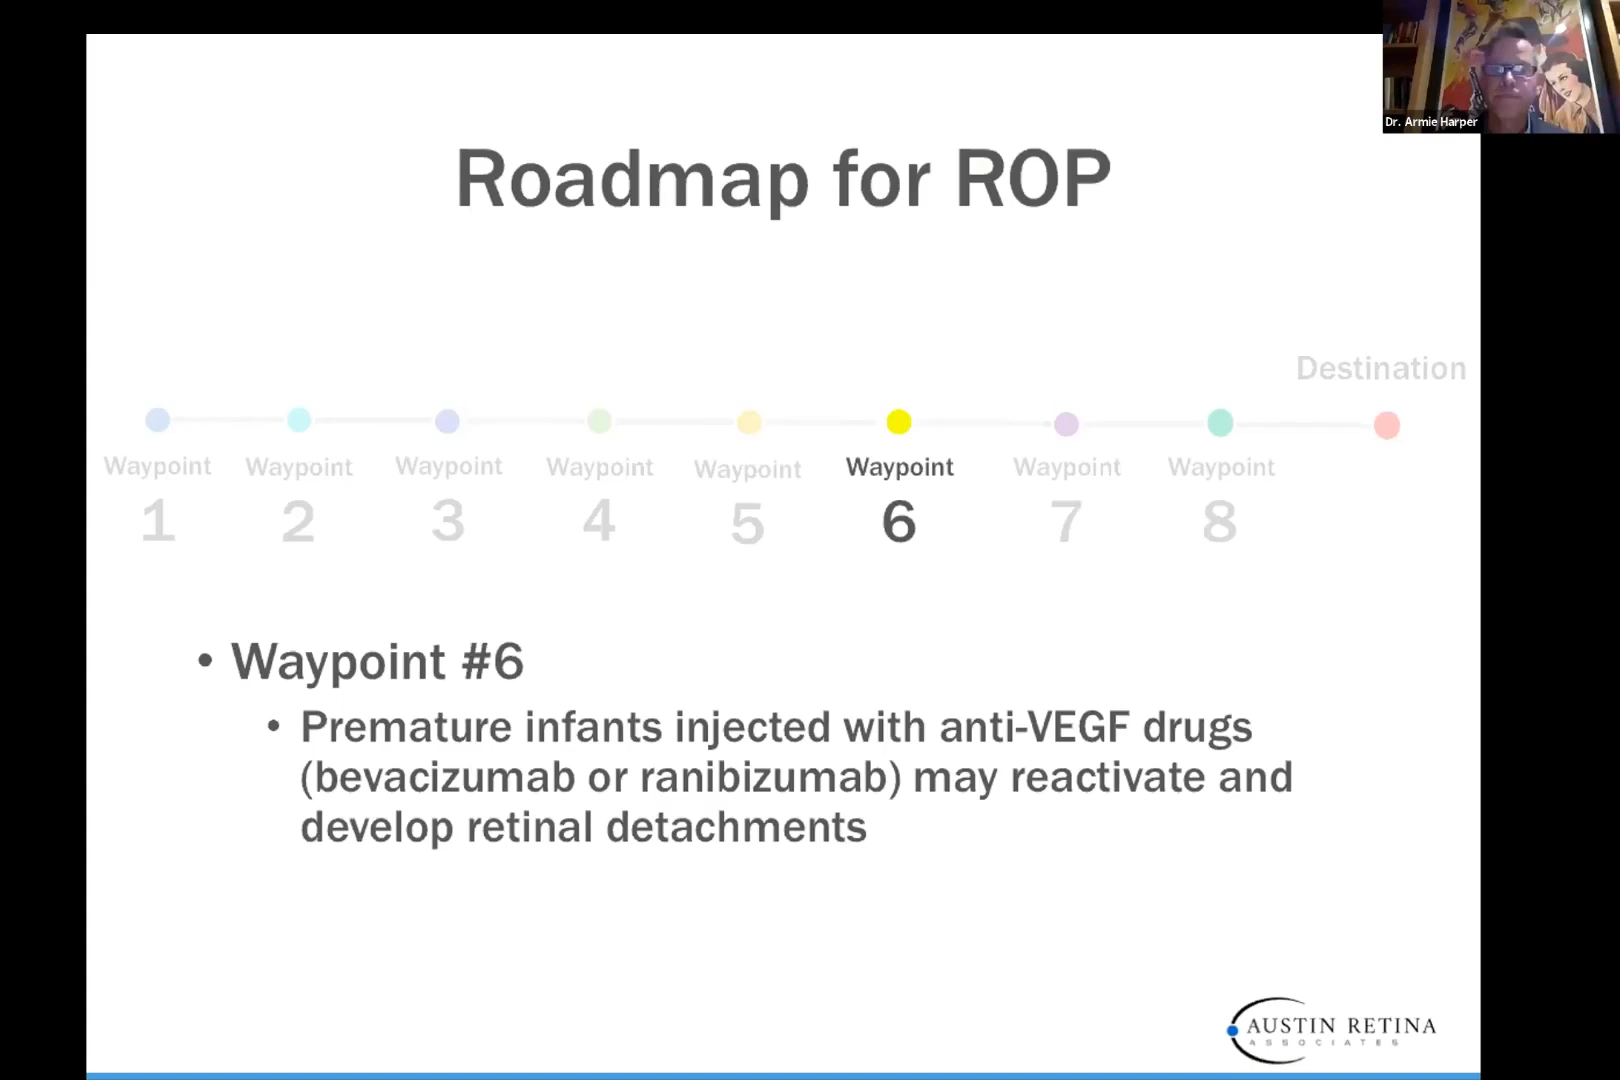 Dr. Armie Harper
Roadmap for ROP
Destination
Waypoint Waypoint Waypoint Waypoint Waypoint Waypoint Waypoint Waypoint
1 2 3 4 5 6 7 8
• Waypoint #6
• Premature infants injected with anti-VEGF drugs
(bevacizumab or ranibizumab) may reactivate and
develop retinal detachments
AUSTIN RETINA
ASSOCIATES